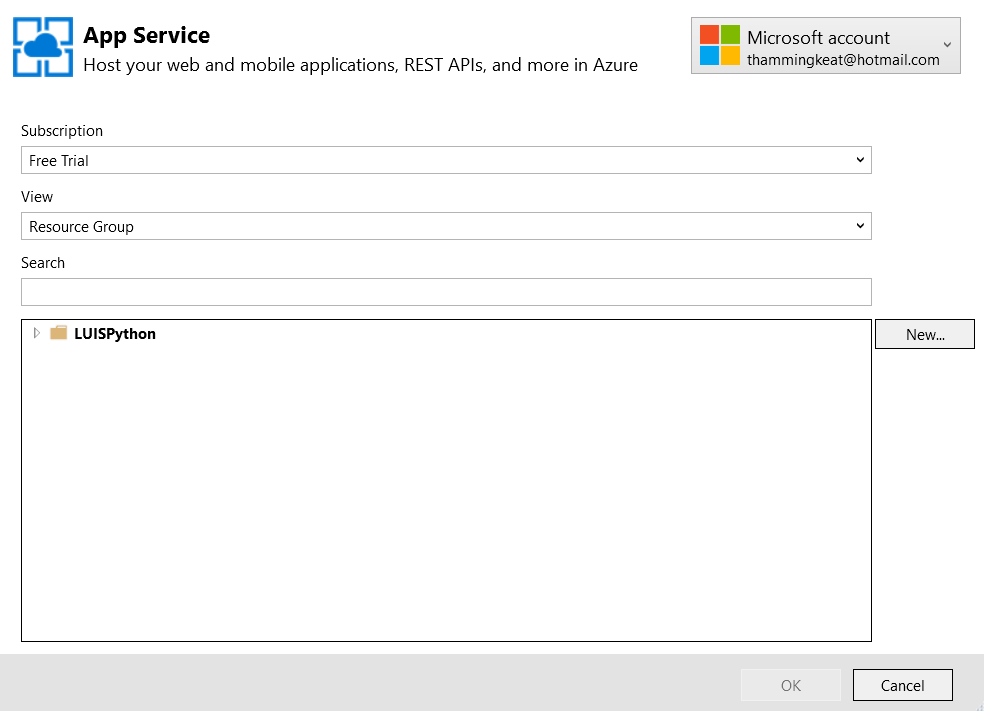 App Service
Host your web and mobile applications, REST APIs, and more in Azure
Microsoft account
thammingkeat@hotmail.com
Subscription
Free Trial
View
Resource Group
Search
LUISPython
New...
OK
Cancel